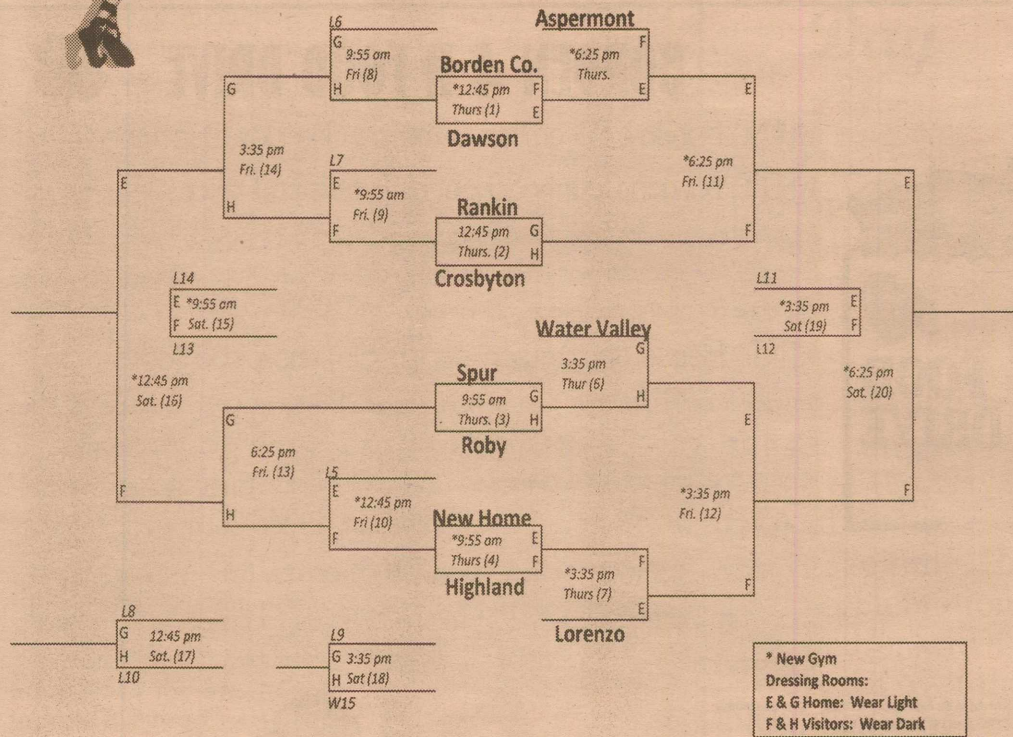 L6
Aspermont
G
9:55 am
Fri (8)
H
F
*6:25 pm
Thurs.
E
Borden Co.
*12:45 pm F
Thurs (1) E
Dawson
G
3:35 pm
Fri. (14)
H
L7
E
*9:55 am
Fri. (9)
F
Rankin
12:45 pm G
Thurs. (2) H
Crosbyton
E
*6:25 pm
Fri. (11)
F
E
E
L14
E *9:55 am
F Sat. (15)
L13
L11
*3:35 pm E
Sat (19) F
L12
*12:45 pm
Sat. (16)
F
Water Valley
G
3:35 pm
Thur (6)
H
Spur
9:55 am G
Thurs. (3) H
Roby
*6:25 pm
Sat. (20)
F
G
6:25 pm
Fri. (13)
H
L5
E
*12:45 pm
Fri (10)
F
New Home
*9:55 am E
Thurs (4) F
Highland
E
*3:35 pm
Fri. (12)
F
F
*3:35 pm
Thurs (7)
E
Lorenzo
L8
G 12:45 pm
H Sat. (17)
L10
L9
G 3:35 pm
H Sat (18)
W15
* New Gym
Dressing Rooms:
E & G Home: Wear Light
F & H Visitors: Wear Dark